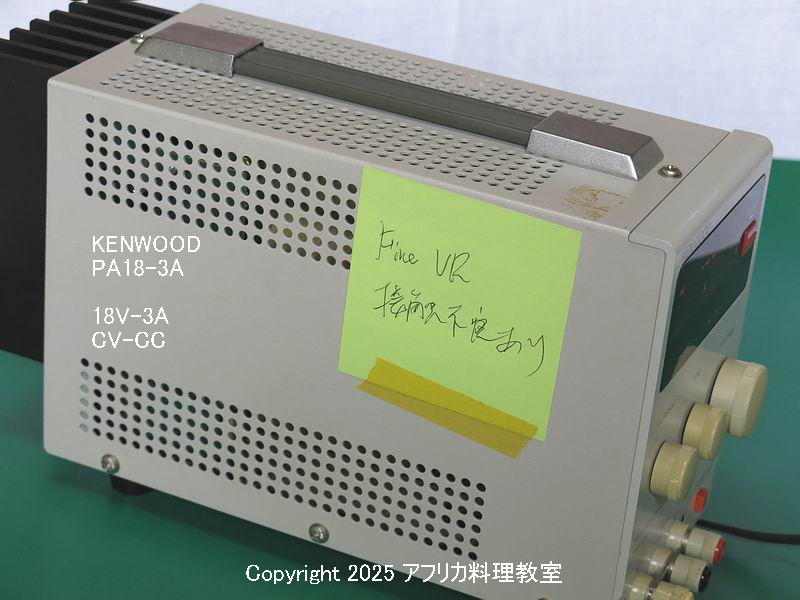 KENWOOD
PA18-3A
18V-3A
CV-CC
Fine VR
接触不良あり
Copyright 2025 アフリカ料理教室